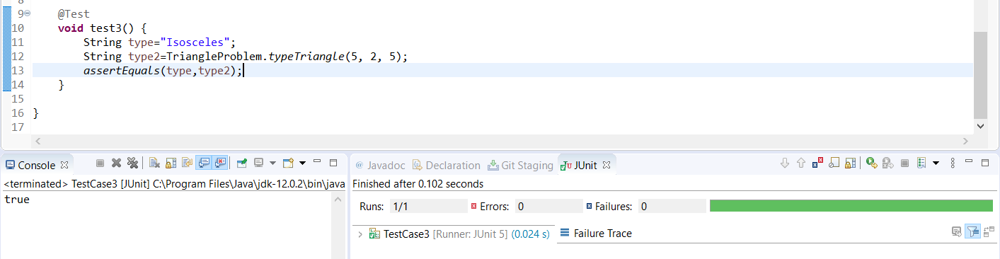 8
9 @Test
10 void test3() {
11 String type="Isosceles";
12 String type2=TriangleProblem.typeTriangle(5, 2, 5);
13 assertEquals(type,type2);
14 }
15
16 }
17
Console
<terminated> TestCase3 [JUnit] C:\Program Files\Java\jdk-12.0.2\bin\java
true
@ Javadoc Declaration Git Staging JUnit
Finished after 0.102 seconds
Runs: 1/1 Errors: 0 Failures: 0
TestCase3 [Runner: JUnit 5] (0.024 s) Failure Trace